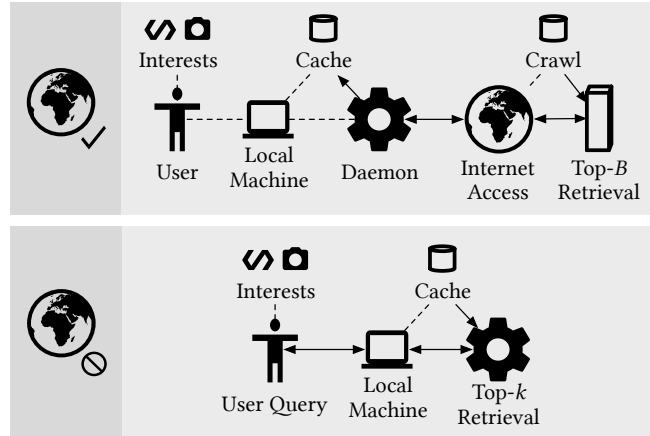 Interests
Cache
Crawl
User
Local
Machine
Daemon
Internet
Access
Top-B
Retrieval
Interests
Cache
User Query
Local
Machine
Top-k
Retrieval